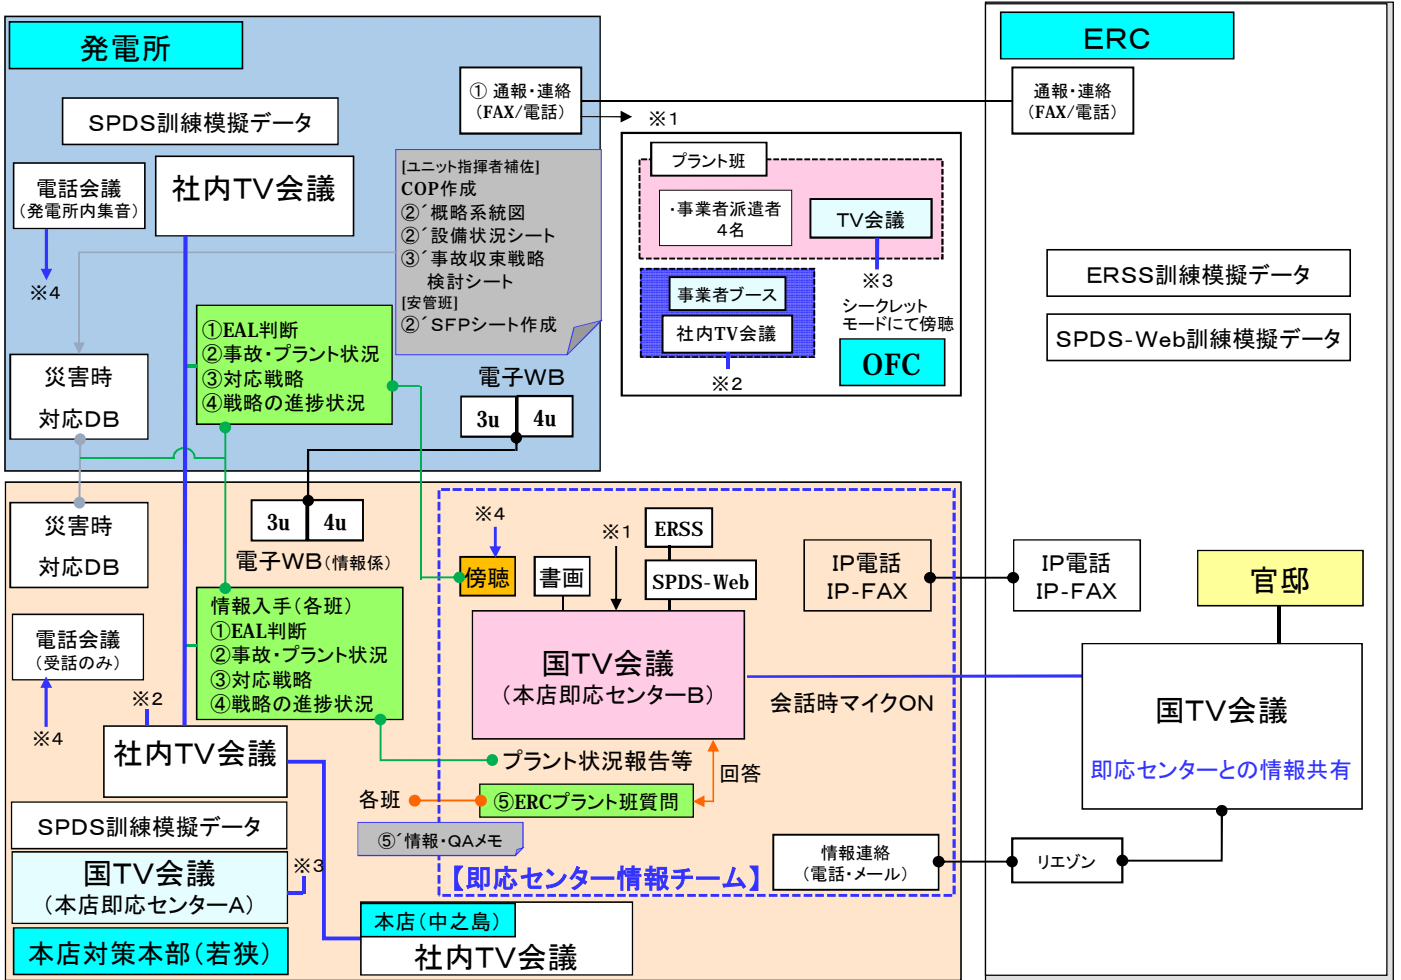 発電所
SPDS訓練模擬データ
電話会議
(発電所内集音)
※4
社内TV会議
① 通報・連絡
(FAX/電話)
※1
[ユニット指揮者補佐]
COP作成
②´概略系統図
②´設備状況シート
③´事故収束戦略
検討シート
[安管班]
②´SFPシート作成
①EAL判断
②事故・プラント状況
③対応戦略
④戦略の進捗状況
災害時
対応DB
電子WB
3u
4u
プラント班
・事業者派遣者
4名
TV会議
※3
シークレット
モードにて傍聴
事業者ブース
社内TV会議
※2
OFC
ERC
通報・連絡
(FAX/電話)
ERSS訓練模擬データ
SPDS-Web訓練模擬データ
災害時
対応DB
3u
4u
電子WB(情報係)
情報入手(各班)
①EAL判断
②事故・プラント状況
③対応戦略
④戦略の進捗状況
電話会議
(受話のみ)
※4
※2
社内TV会議
SPDS訓練模擬データ
国TV会議
(本店即応センターA)
※3
本店対策本部(若狭)
本店(中之島)
社内TV会議
※4
傍聴
書画
※1
ERSS
SPDS-Web
国TV会議
(本店即応センターB)
プラント状況報告等
回答
各班
⑤ERCプラント班質問
⑤´情報・QAメモ
【即応センター情報チーム】
会話時マイクON
IP電話
IP-FAX
情報連絡
(電話・メール)
IP電話
IP-FAX
官邸
国TV会議
即応センターとの情報共有
リエゾン